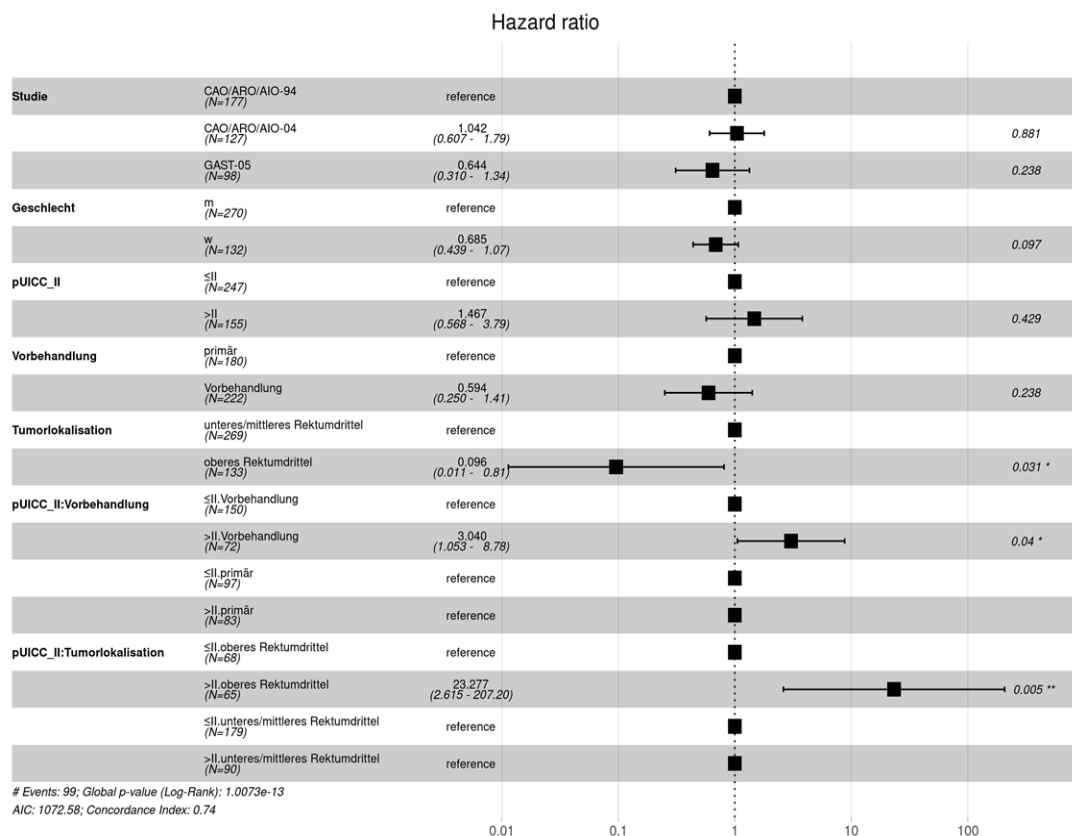 Hazard ratio
Studie CAO/ARO/AIO-94 reference
(N=177)
CAO/ARO/AIO-04 1.042 0.881
(N=127) (0.607 - 1.79)
GAST-05 0.644 0.238
(N=98) (0.310 - 1.34)
Geschlecht m reference
(N=270)
w 0.685 0.097
(N=132) (0.439 - 1.07)
pUICC_II ≤II reference
(N=247)
>II 1.467 0.429
(N=155) (0.568 - 3.79)
Vorbehandlung primär reference
(N=180)
Vorbehandlung 0.594 0.238
(N=222) (0.250 - 1.41)
Tumorlokalisation unteres/mittleres Rektumdrittel reference
(N=269)
oberes Rektumdrittel 0.096 0.031 *
(N=133) (0.011 - 0.81)
pUICC_II:Vorbehandlung ≤II.Vorbehandlung reference
(N=150)
>II.Vorbehandlung 3.040 0.04 *
(N=72) (1.053 - 8.78)
≤II.primär reference
(N=97)
>II.primär reference
(N=83)
pUICC_II:Tumorlokalisation ≤II.oberes Rektumdrittel reference
(N=68)
>II.oberes Rektumdrittel 23.277 0.005 **
(N=65) (2.615 - 207.20)
≤II.unteres/mittleres Rektumdrittel reference
(N=179)
>II.unteres/mittleres Rektumdrittel reference
(N=90)
# Events: 99; Global p-value (Log-Rank): 1.0073e-13
AIC: 1072.58; Concordance Index: 0.74
0.01 0.1 1 10 100